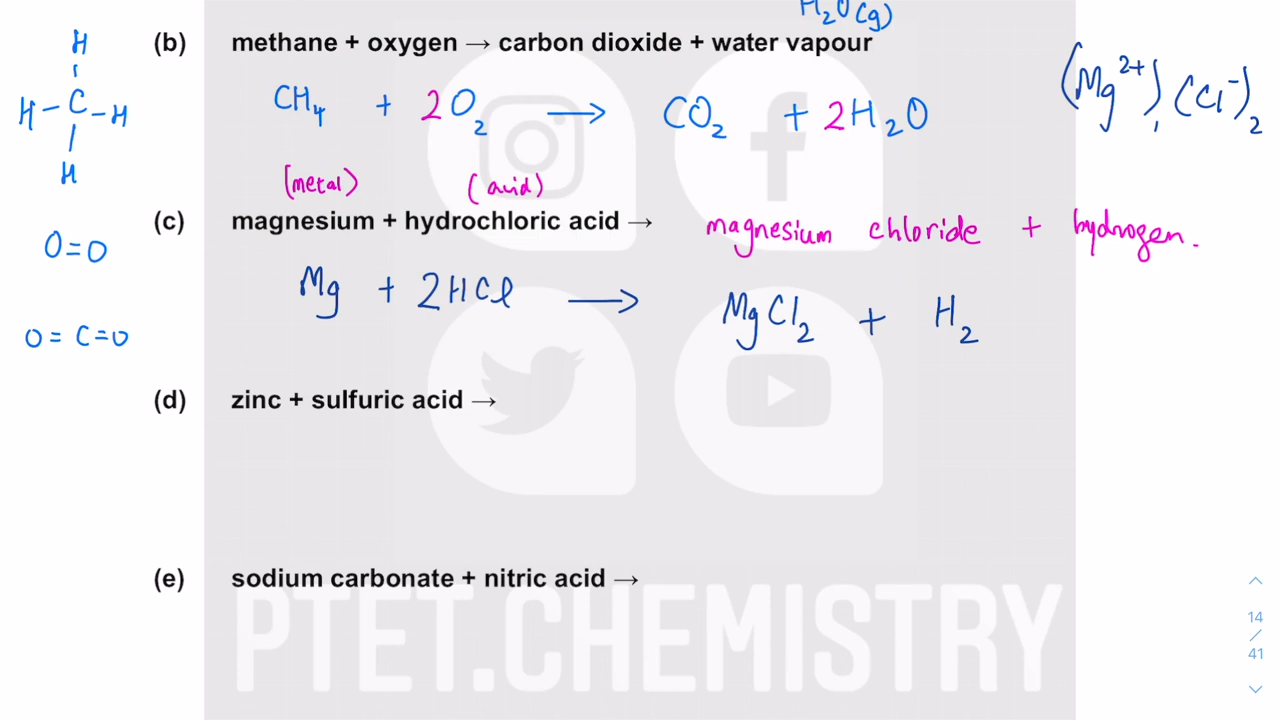 H₂O(g)
(b) methane + oxygen → carbon dioxide + water vapour
CH₄ + 2O₂ → CO₂ + 2H₂O
H
H–C–H
H
(Mg²⁺)₁(Cl⁻)₂
(metal) (acid)
(c) magnesium + hydrochloric acid → magnesium chloride + hydrogen.
O=O
Mg + 2HCl → MgCl₂ + H₂
O=C=O
(d) zinc + sulfuric acid →
(e) sodium carbonate + nitric acid →
PTET.CHEMISTRY
14
/
41